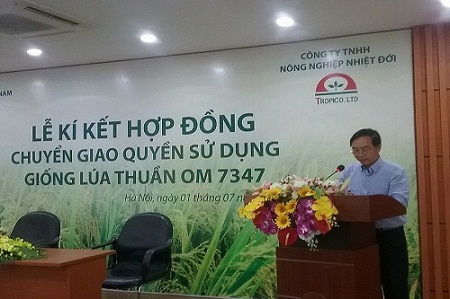 NAM
CÔNG TY TNHH
NÔNG NGHIỆP NHIỆT ĐỚI
TROPICO .LTD
LỄ KÍ KẾT HỢP ĐỒNG
CHUYỂN GIAO QUYỀN SỬ DỤNG
GIỐNG LÚA THUẦN OM 7347
Hà Nội, ngày 01 tháng 07